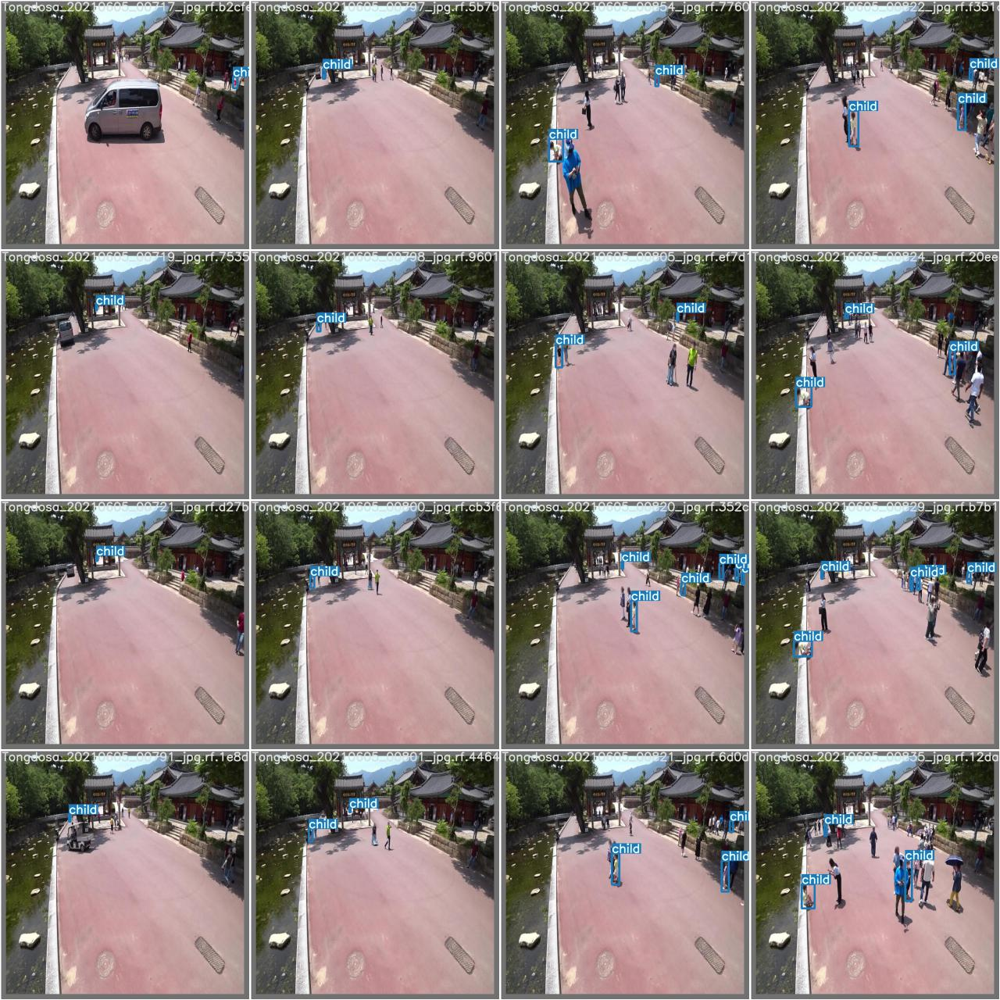 Tongdosa_20210605_00717_jpg.rf.b2cfe
Tongdosa_20210605_00797_jpg.rf.5b7b
Tongdosa_20210605_00854_jpg.rf.7760
Tongdosa_20210605_00822_jpg.rf.f351
chi
child
child
child
child
child
child
Tongdosa_20210605_00719_jpg.rf.7535
Tongdosa_20210605_00798_jpg.rf.9601
Tongdosa_20210605_00805_jpg.rf.ef7d
Tongdosa_20210605_00824_jpg.rf.20ee
child
child
child
child
child
child
child
Tongdosa_20210605_00721_jpg.rf.d27b
Tongdosa_20210605_00800_jpg.rf.cb3f
Tongdosa_20210605_00820_jpg.rf.352c
Tongdosa_20210605_00829_jpg.rf.b7b1
child
child
child
child
child
child
child
child
child
child
Tongdosa_20210605_00791_jpg.rf.1e8d
Tongdosa_20210605_00801_jpg.rf.4464
Tongdosa_20210605_00821_jpg.rf.6d0d
Tongdosa_20210605_00835_jpg.rf.12da
child
child
child
child
chi
child
child
child
child